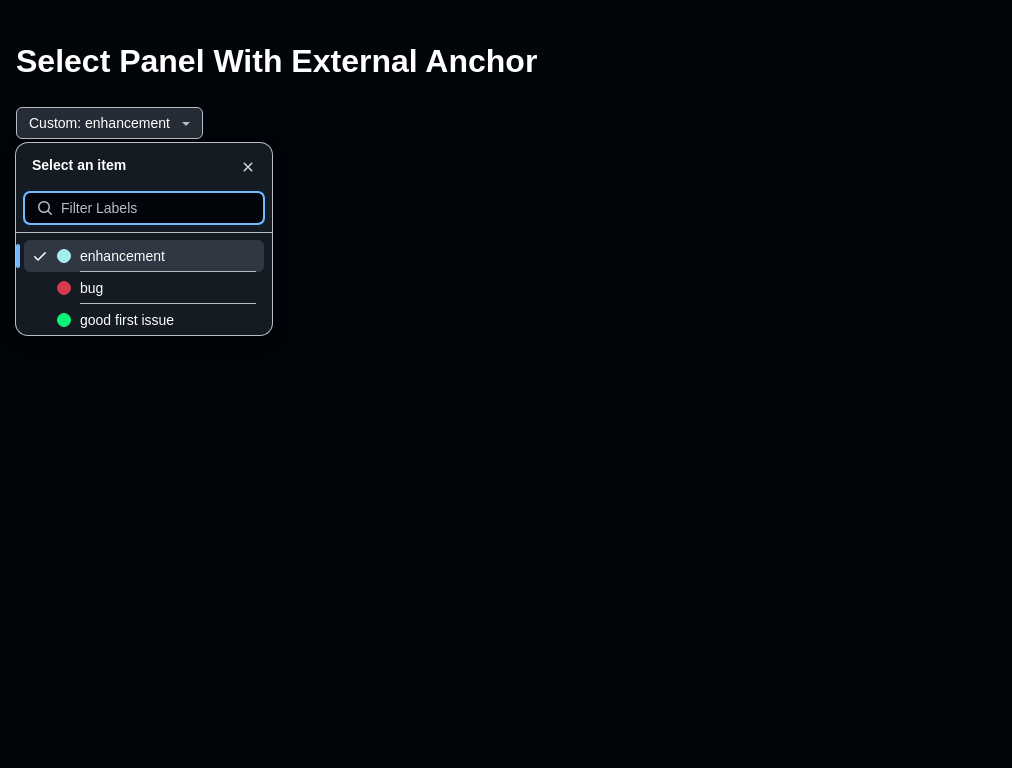 Select Panel With External Anchor
Custom: enhancement
Select an item
Filter Labels
enhancement
bug
good first issue